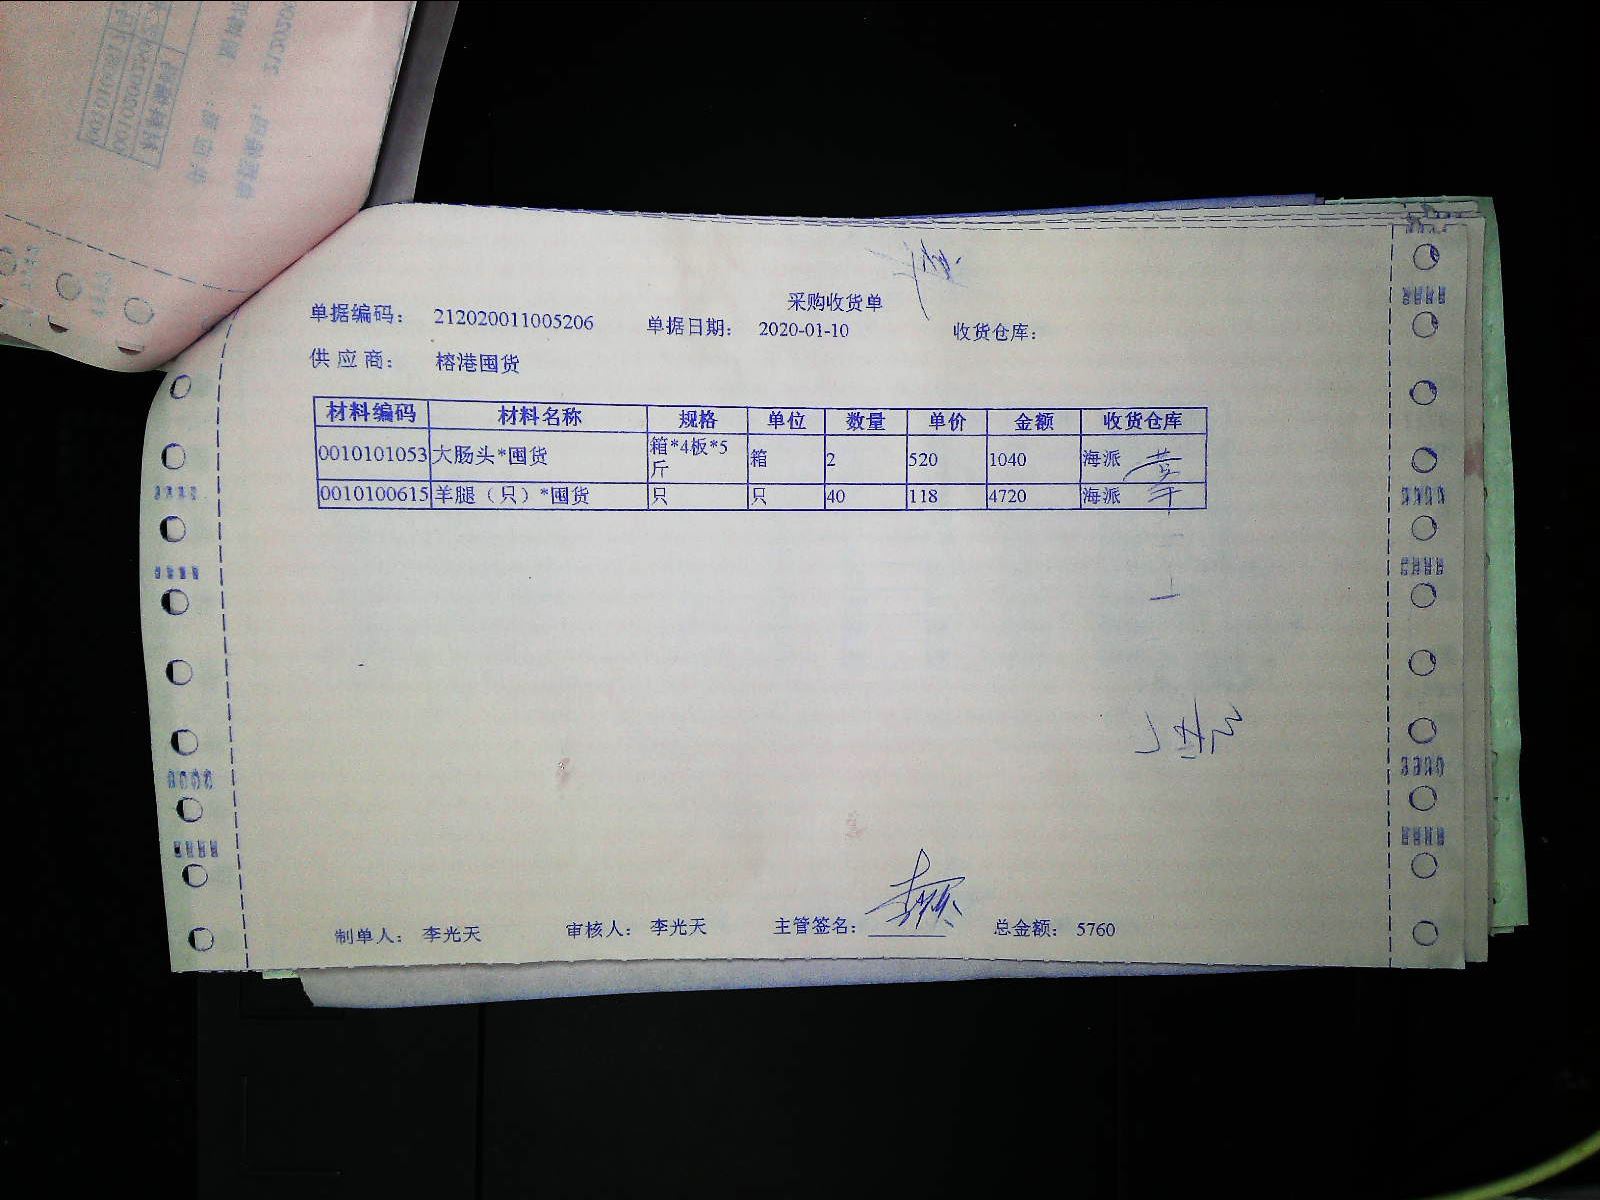 采购收货单
单据编码： 212020011005206 单据日期： 2020-01-10 收货仓库：
供 应 商： 榕港囤货
材料编码 材料名称 规格 单位 数量 单价 金额 收货仓库
0010101053 大肠头*囤货 箱*4板*5斤 箱 2 520 1040 海派
0010100615 羊腿（只）*囤货 只 只 40 118 4720 海派
制单人： 李光天 审核人： 李光天 主管签名： 总金额： 5760